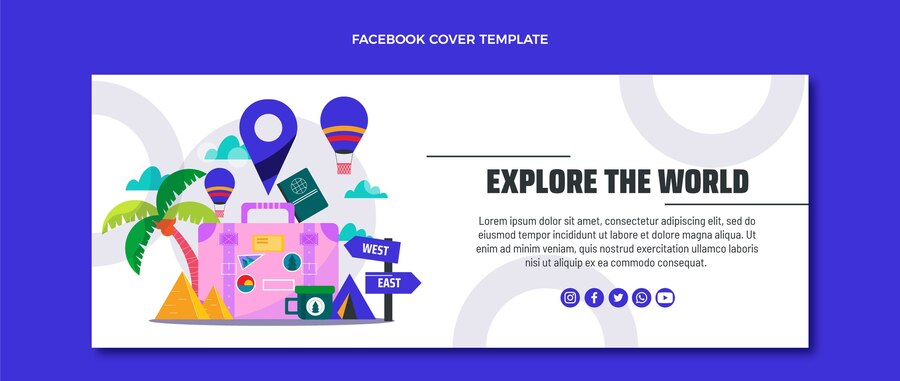 FACEBOOK COVER TEMPLATE
WEST
EAST
EXPLORE THE WORLD
Lorem ipsum dolor sit amet, consectetur adipiscing elit, sed do
eiusmod tempor incididunt ut labore et dolore magna aliqua. Ut
enim ad minim veniam, quis nostrud exercitation ullamco laboris
nisi ut aliquip ex ea commodo consequat.